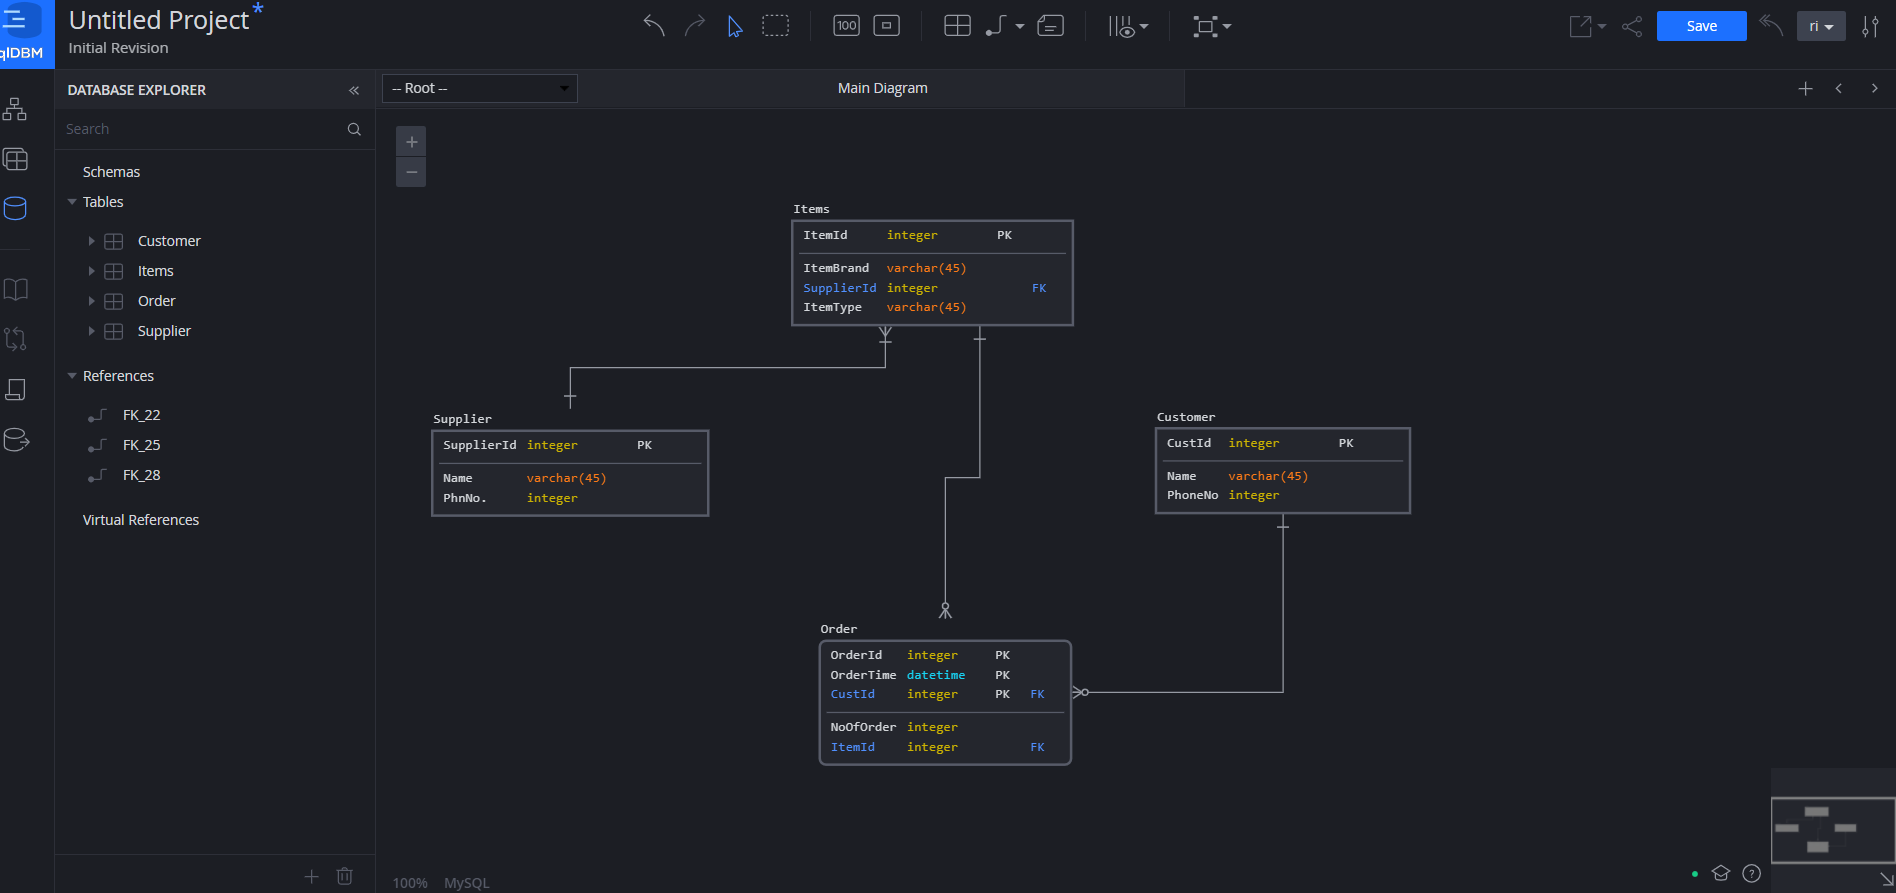 Untitled Project*
Initial Revision
qlDBM
100
Save
ri
DATABASE EXPLORER
Search
Schemas
Tables
Customer
Items
Order
Supplier
References
FK_22
FK_25
FK_28
Virtual References
-- Root --
Main Diagram
Items
ItemId integer PK
ItemBrand varchar(45)
SupplierId integer FK
ItemType varchar(45)
Supplier
SupplierId integer PK
Name varchar(45)
PhnNo. integer
Customer
CustId integer PK
Name varchar(45)
PhoneNo integer
Order
OrderId integer PK
OrderTime datetime PK
CustId integer PK FK
NoOfOrder integer
ItemId integer FK
100% MySQL